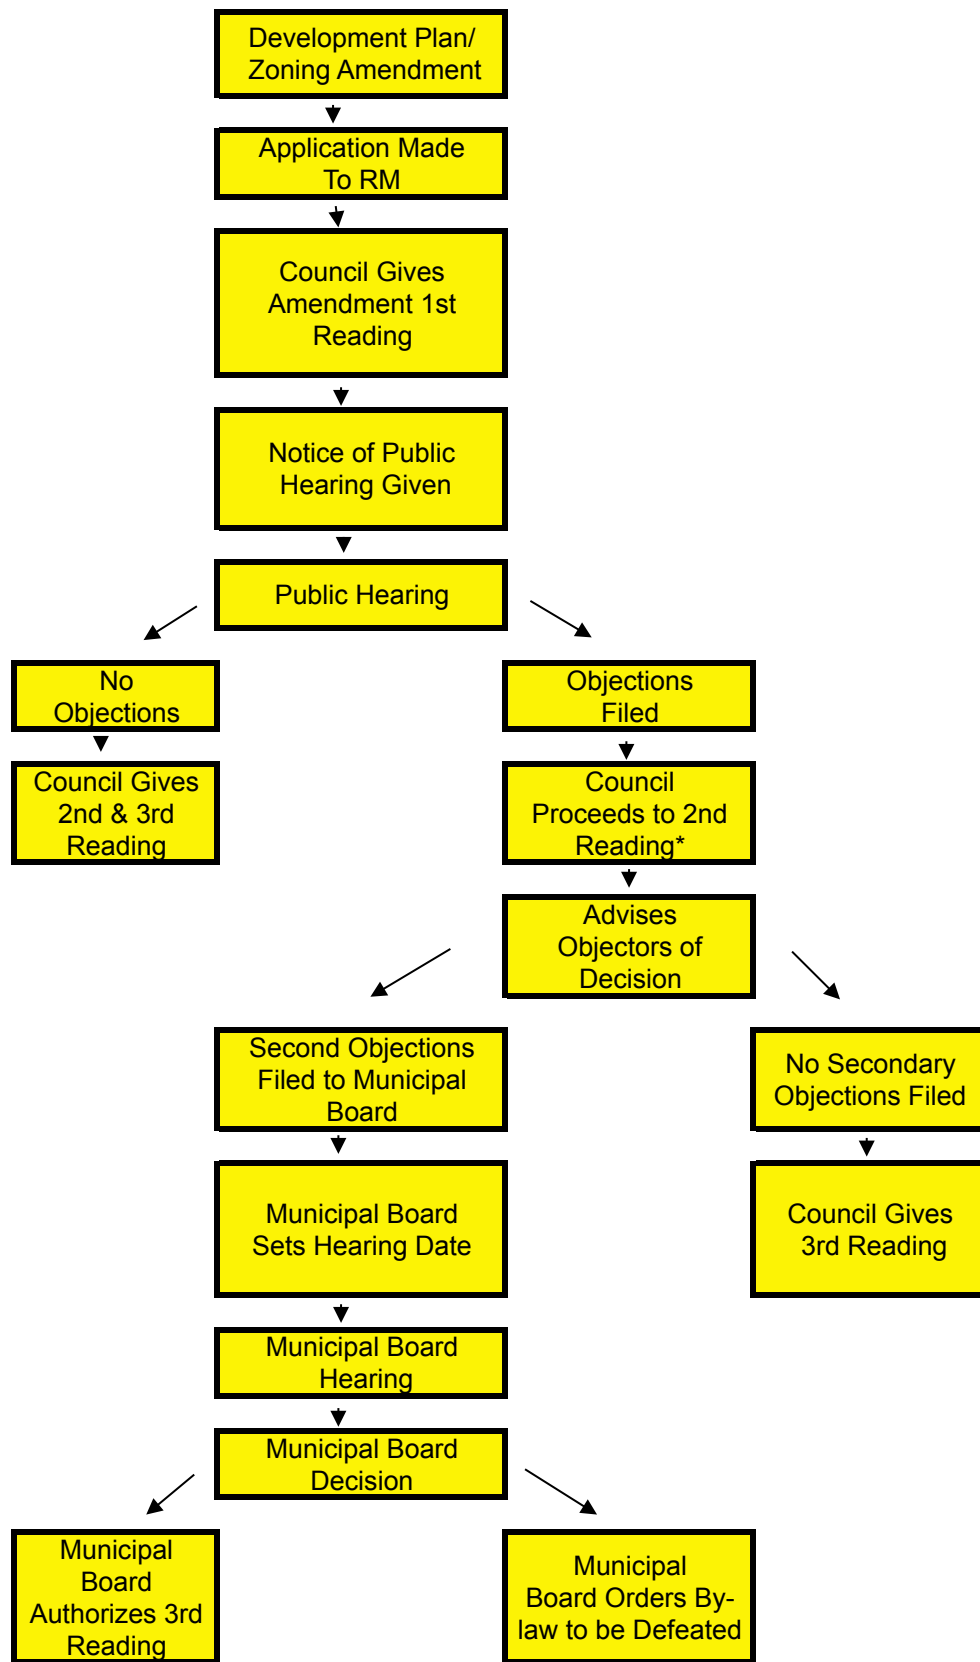 Development Plan/
Zoning Amendment
Application Made
To RM
Council Gives
Amendment 1st
Reading
Notice of Public
Hearing Given
Public Hearing
No
Objections
Objections
Filed
Council Gives
2nd & 3rd
Reading
Council
Proceeds to 2nd
Reading*
Advises
Objectors of
Decision
Second Objections
Filed to Municipal
Board
No Secondary
Objections Filed
Municipal Board
Sets Hearing Date
Council Gives
3rd Reading
Municipal Board
Hearing
Municipal Board
Decision
Municipal
Board
Authorizes 3rd
Reading
Municipal
Board Orders By-
law to be Defeated